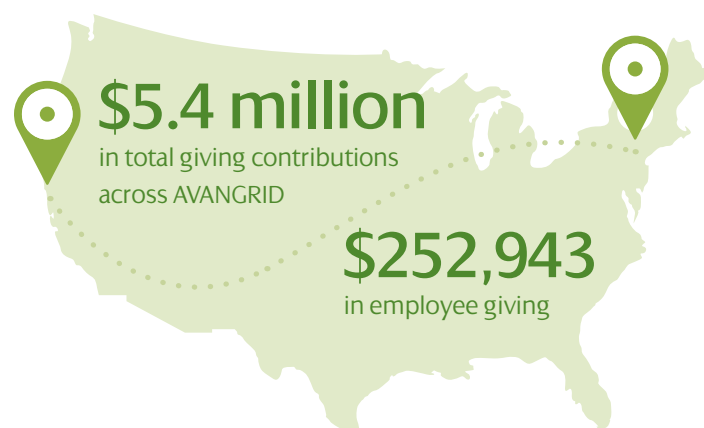 $5.4 million
in total giving contributions
across AVANGRID
$252,943
in employee giving